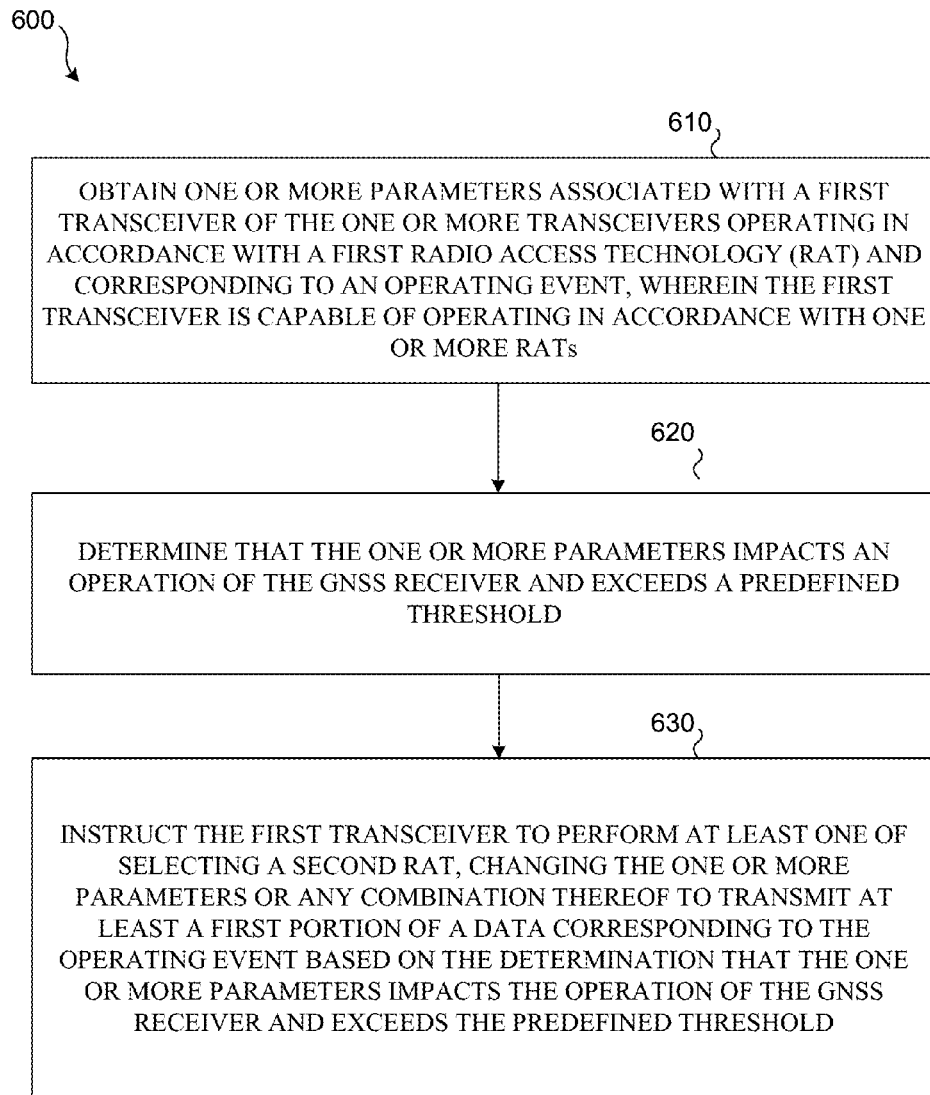 600
610
OBTAIN ONE OR MORE PARAMETERS ASSOCIATED WITH A FIRST
TRANSCEIVER OF THE ONE OR MORE TRANSCEIVERS OPERATING IN
ACCORDANCE WITH A FIRST RADIO ACCESS TECHNOLOGY (RAT) AND
CORRESPONDING TO AN OPERATING EVENT, WHEREIN THE FIRST
TRANSCEIVER IS CAPABLE OF OPERATING IN ACCORDANCE WITH ONE
OR MORE RATs
620
DETERMINE THAT THE ONE OR MORE PARAMETERS IMPACTS AN
OPERATION OF THE GNSS RECEIVER AND EXCEEDS A PREDEFINED
THRESHOLD
630
INSTRUCT THE FIRST TRANSCEIVER TO PERFORM AT LEAST ONE OF
SELECTING A SECOND RAT, CHANGING THE ONE OR MORE
PARAMETERS OR ANY COMBINATION THEREOF TO TRANSMIT AT
LEAST A FIRST PORTION OF A DATA CORRESPONDING TO THE
OPERATING EVENT BASED ON THE DETERMINATION THAT THE ONE
OR MORE PARAMETERS IMPACTS THE OPERATION OF THE GNSS
RECEIVER AND EXCEEDS THE PREDEFINED THRESHOLD